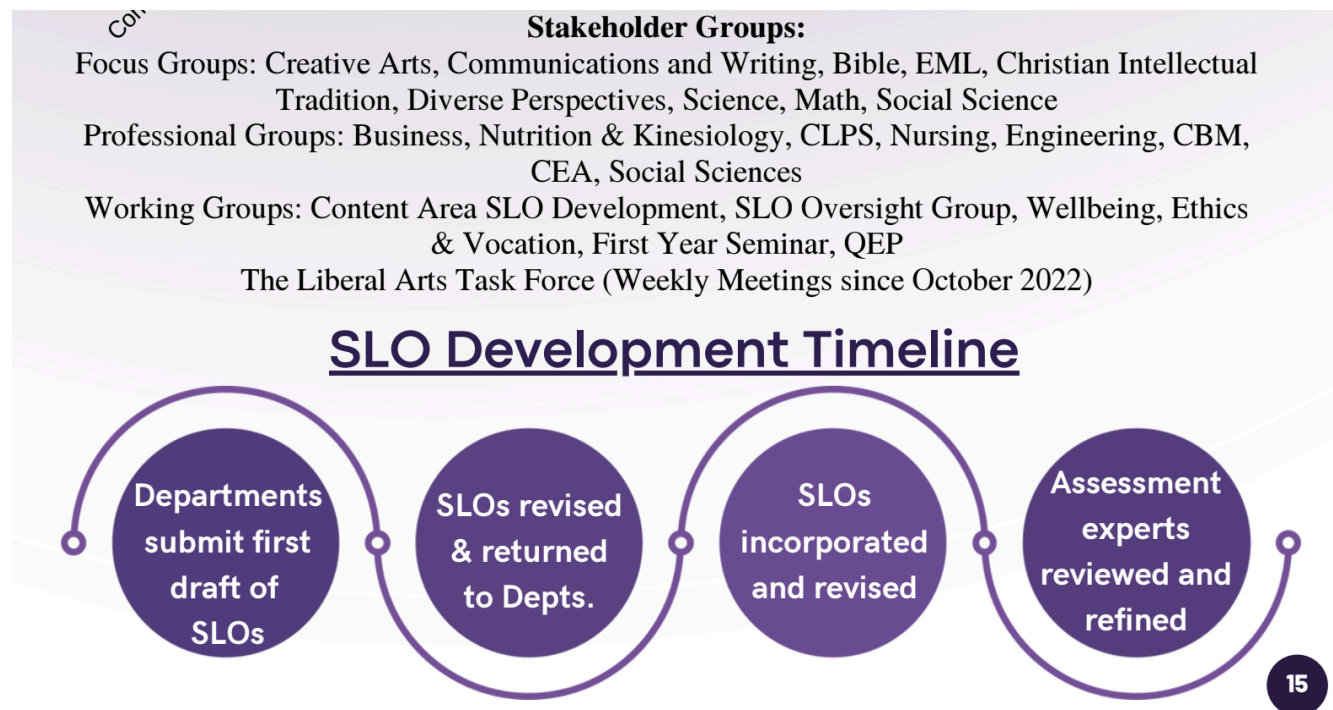 Stakeholder Groups:
Focus Groups: Creative Arts, Communications and Writing, Bible, EML, Christian Intellectual
Tradition, Diverse Perspectives, Science, Math, Social Science
Professional Groups: Business, Nutrition & Kinesiology, CLPS, Nursing, Engineering, CBM,
CEA, Social Sciences
Working Groups: Content Area SLO Development, SLO Oversight Group, Wellbeing, Ethics
& Vocation, First Year Seminar, QEP
The Liberal Arts Task Force (Weekly Meetings since October 2022)
SLO Development Timeline
Departments
submit first
draft of
SLOs
SLOs revised
& returned
to Depts.
SLOs
incorporated
and revised
Assessment
experts
reviewed and
refined
15